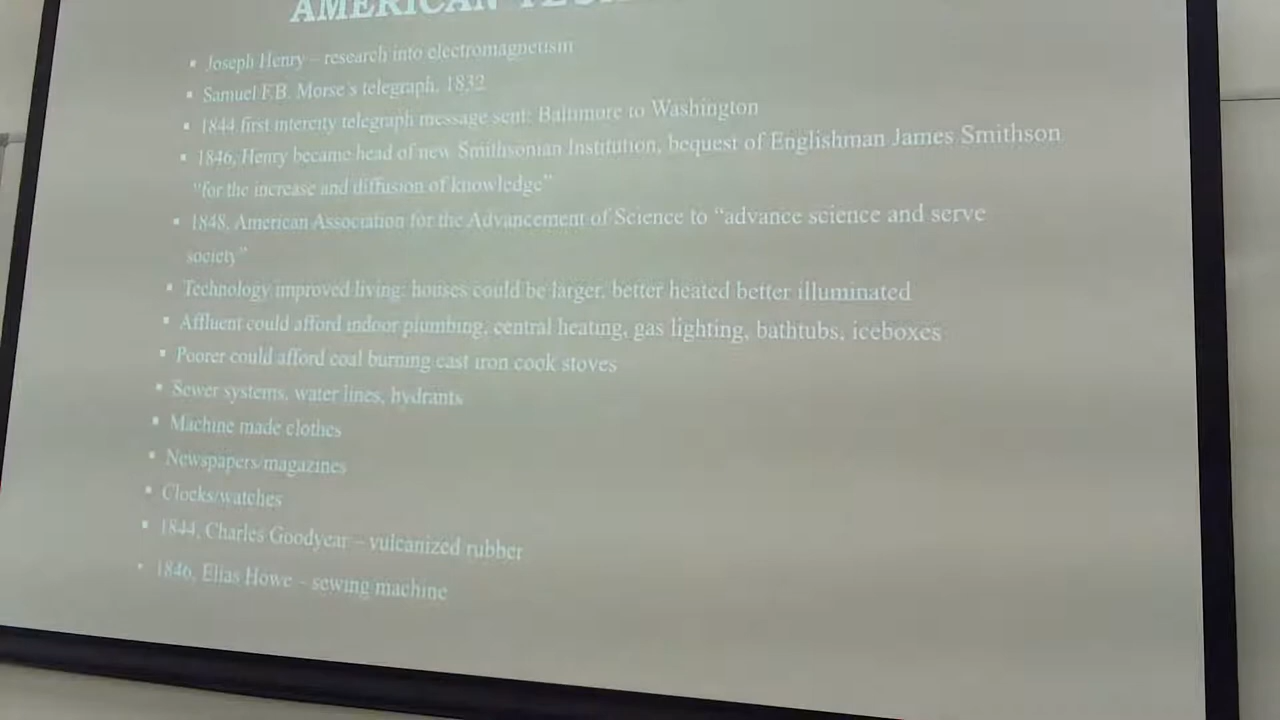 AMERICAN
▪ Joseph Henry – research into electromagnetism
▪ Samuel F.B. Morse's telegraph, 1832
▪ 1844 first intercity telegraph message sent: Baltimore to Washington
▪ 1846, Henry became head of new Smithsonian Institution, bequest of Englishman James Smithson
"for the increase and diffusion of knowledge"
▪ 1848, American Association for the Advancement of Science to "advance science and serve
society"
▪ Technology improved living: houses could be larger, better heated better illuminated
▪ Affluent could afford indoor plumbing, central heating, gas lighting, bathtubs, iceboxes
▪ Poorer could afford coal burning cast iron cook stoves
▪ Sewer systems, water lines, hydrants
▪ Machine made clothes
▪ Newspapers/magazines
▪ Clocks/watches
▪ 1844, Charles Goodyear – vulcanized rubber
▪ 1846, Elias Howe – sewing machine